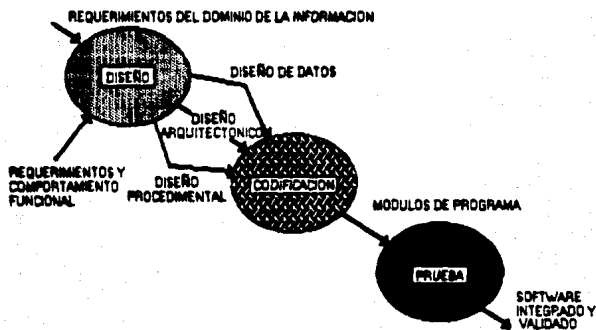 REQUERIMIENTOS DEL DOMINIO DE LA INFORMACION
DISEÑO
DISEÑO DE DATOS
DISEÑO
ARQUITECTONICO
REQUERIMIENTOS Y
COMPORTAMIENTO
FUNCIONAL
DISEÑO
PROCEDIMENTAL
CODIFICACION
MODULOS DE PROGRAMA
PRUEBA
SOFTWARE
INTEGRADO Y
VALIDADO